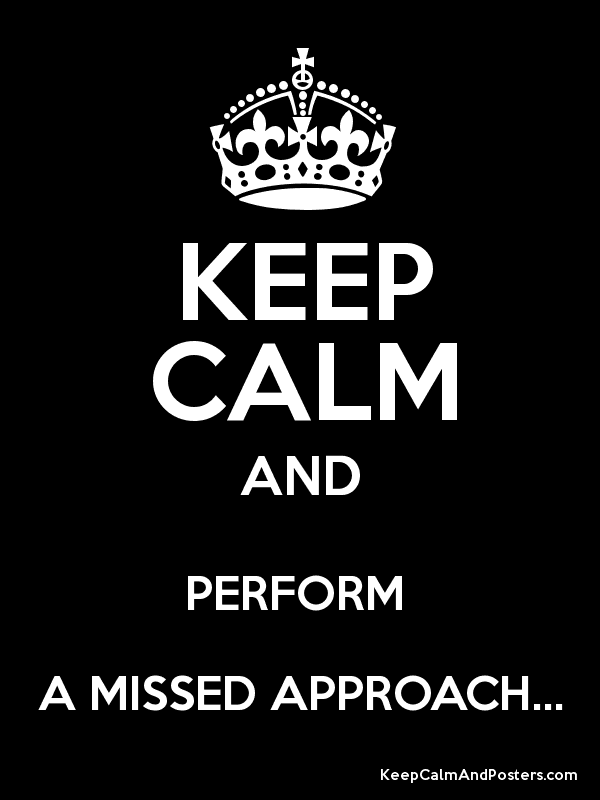 KEEP
CALM
AND
PERFORM
A MISSED APPROACH...
KeepCalmAndPosters.com